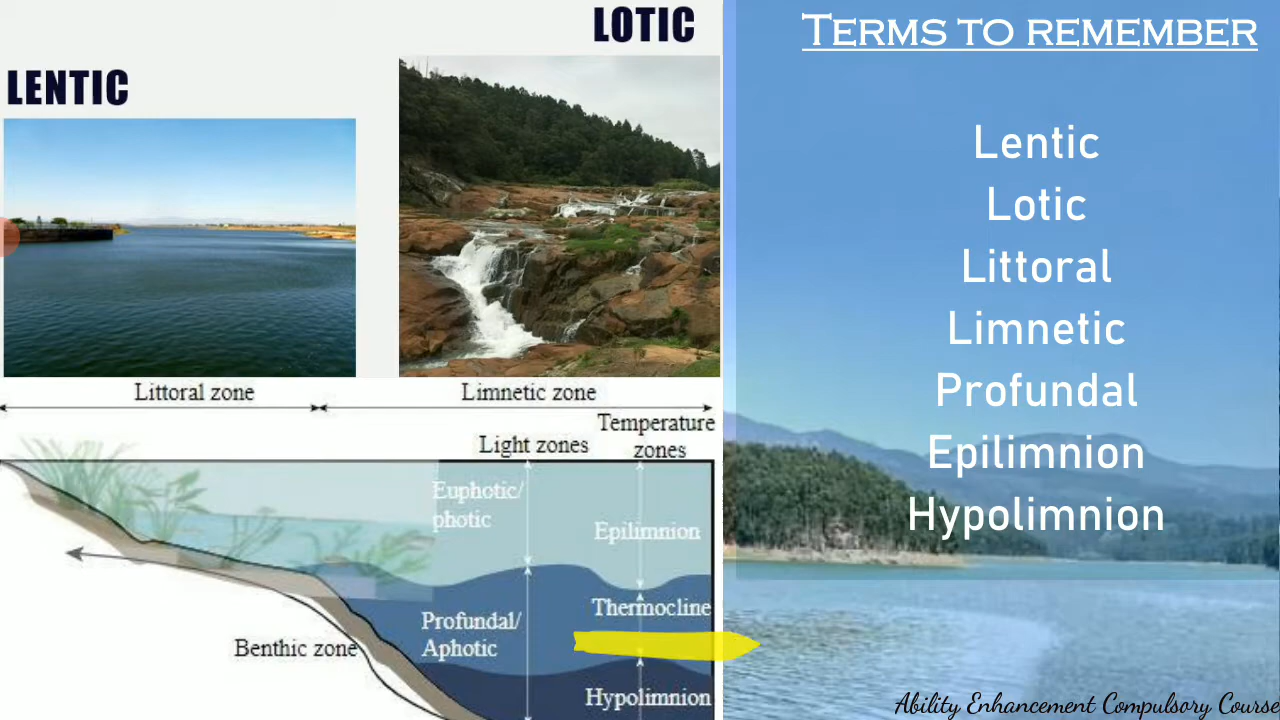 LENTIC
LOTIC
Littoral zone
Limnetic zone
Light zones
Temperature
zones
Euphotic/
photic
Epilimnion
Thermocline
Profundal/
Aphotic
Benthic zone
Hypolimnion
TERMS TO REMEMBER
Lentic
Lotic
Littoral
Limnetic
Profundal
Epilimnion
Hypolimnion
Ability Enhancement Compulsory Course